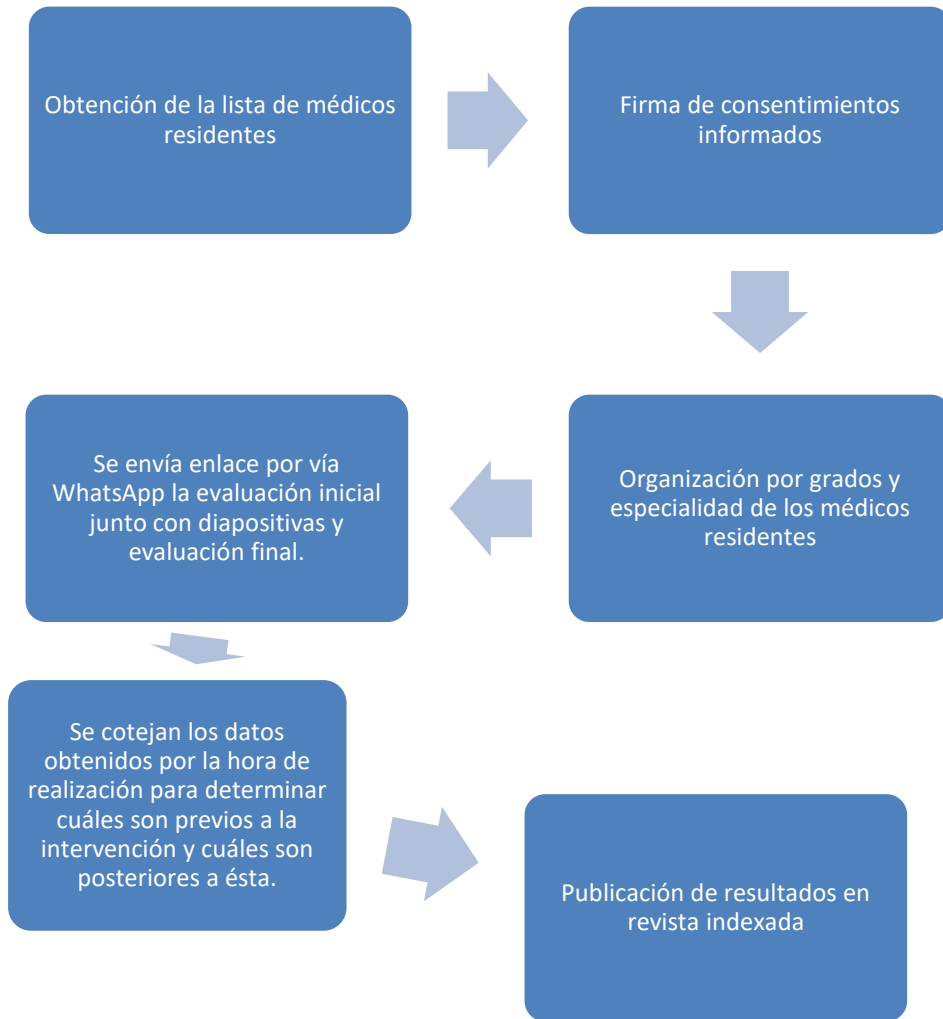 Obtención de la lista de médicos
residentes
Firma de consentimientos
informados
Organización por grados y
especialidad de los médicos
residentes
Se envía enlace por vía
WhatsApp la evaluación inicial
junto con diapositivas y
evaluación final.
Se cotejan los datos
obtenidos por la hora de
realización para determinar
cuáles son previos a la
intervención y cuáles son
posteriores a ésta.
Publicación de resultados en
revista indexada